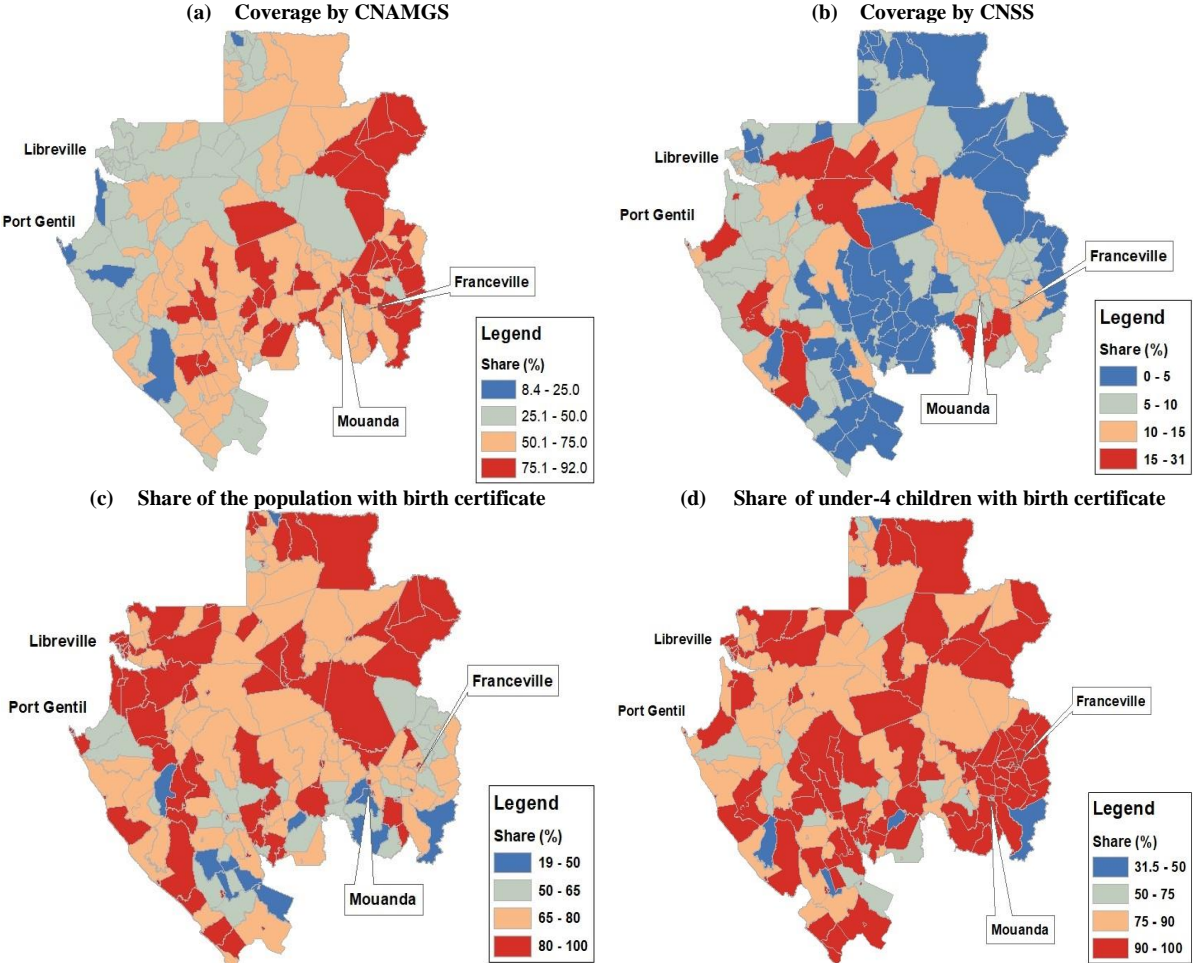 (a) Coverage by CNAMGS
Libreville
Port Gentil
Franceville
Mouanda
Legend
Share (%)
8.4 - 25.0
25.1 - 50.0
50.1 - 75.0
75.1 - 92.0
(b) Coverage by CNSS
Libreville
Port Gentil
Franceville
Mouanda
Legend
Share (%)
0 - 5
5 - 10
10 - 15
15 - 31
(c) Share of the population with birth certificate
Libreville
Port Gentil
Franceville
Mouanda
Legend
Share (%)
19 - 50
50 - 65
65 - 80
80 - 100
(d) Share of under-4 children with birth certificate
Libreville
Port Gentil
Franceville
Mouanda
Legend
Share (%)
31.5 - 50
50 - 75
75 - 90
90 - 100